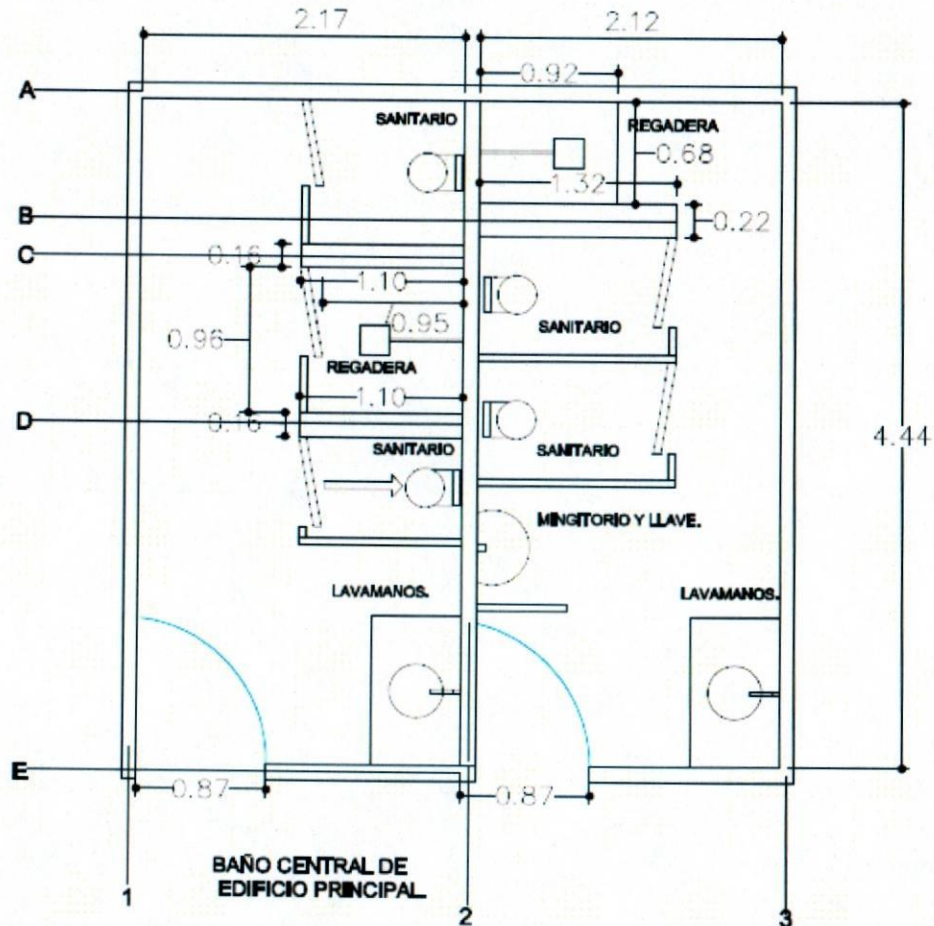 2.17
2.12
0.92
A
SANITARIO
REGADERA
0.68
1.32
B
0.22
C
0.16
1.10
0.95
SANITARIO
0.96
REGADERA
1.10
D
0.16
SANITARIO
SANITARIO
4.44
MINGITORIO Y LLAVE.
LAVAMANOS.
LAVAMANOS.
E
0.87
0.87
BAÑO CENTRAL DE
EDIFICIO PRINCIPAL
1
2
3